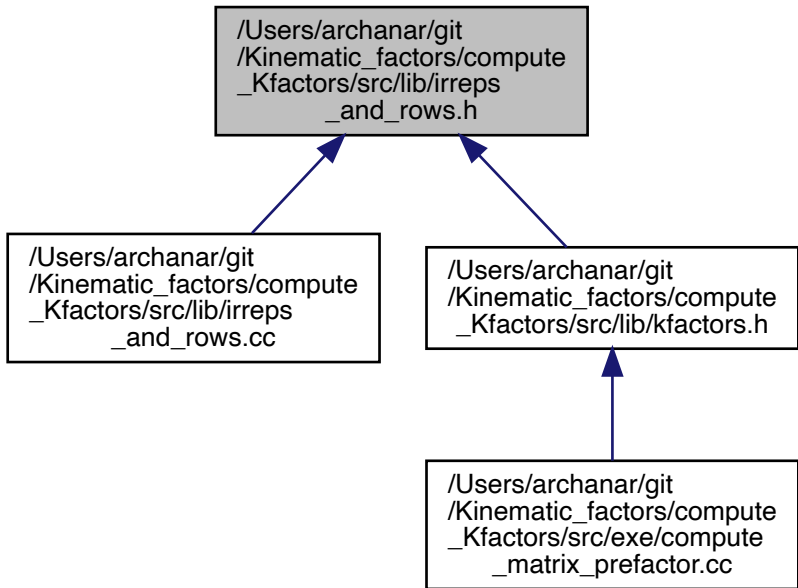 /Users/archanar/git
/Kinematic_factors/compute
_Kfactors/src/lib/irreps
_and_rows.h
/Users/archanar/git
/Kinematic_factors/compute
_Kfactors/src/lib/irreps
_and_rows.cc
/Users/archanar/git
/Kinematic_factors/compute
_Kfactors/src/lib/kfactors.h
/Users/archanar/git
/Kinematic_factors/compute
_Kfactors/src/exe/compute
_matrix_prefactor.cc